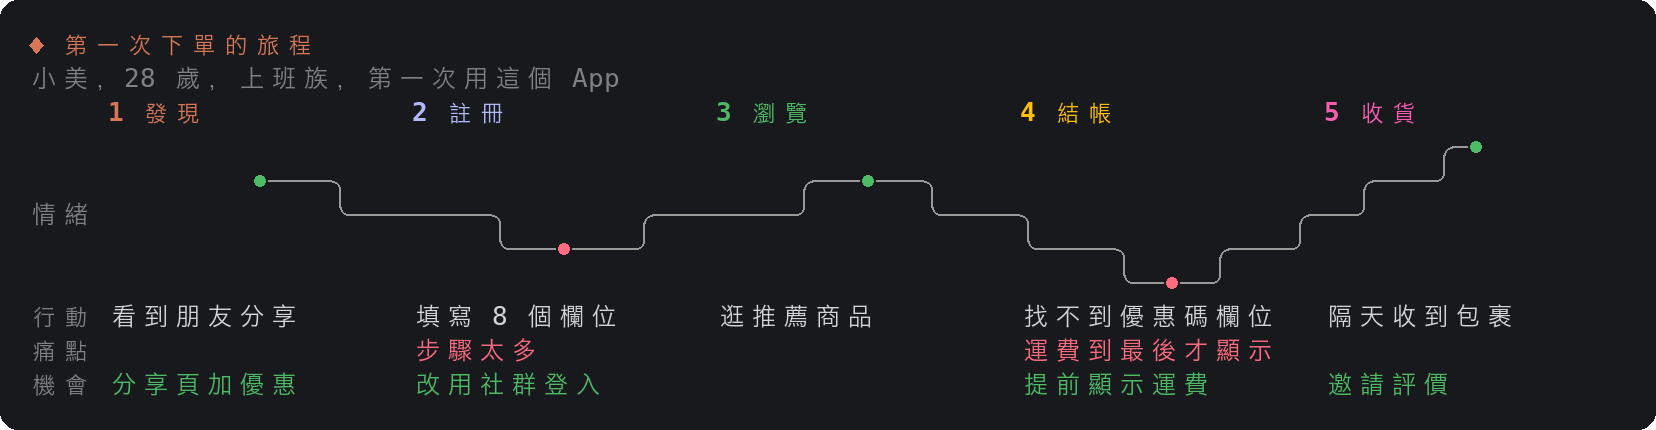 ◆ 第一次下單的旅程
小美, 28 歲, 上班族, 第一次用這個 App
1 發現 2 註冊 3 瀏覽 4 結帳 5 收貨
情緒
行動 看到朋友分享 填寫 8 個欄位 逛推薦商品 找不到優惠碼欄位 隔天收到包裹
痛點 步驟太多 運費到最後才顯示
機會 分享頁加優惠 改用社群登入 提前顯示運費 邀請評價